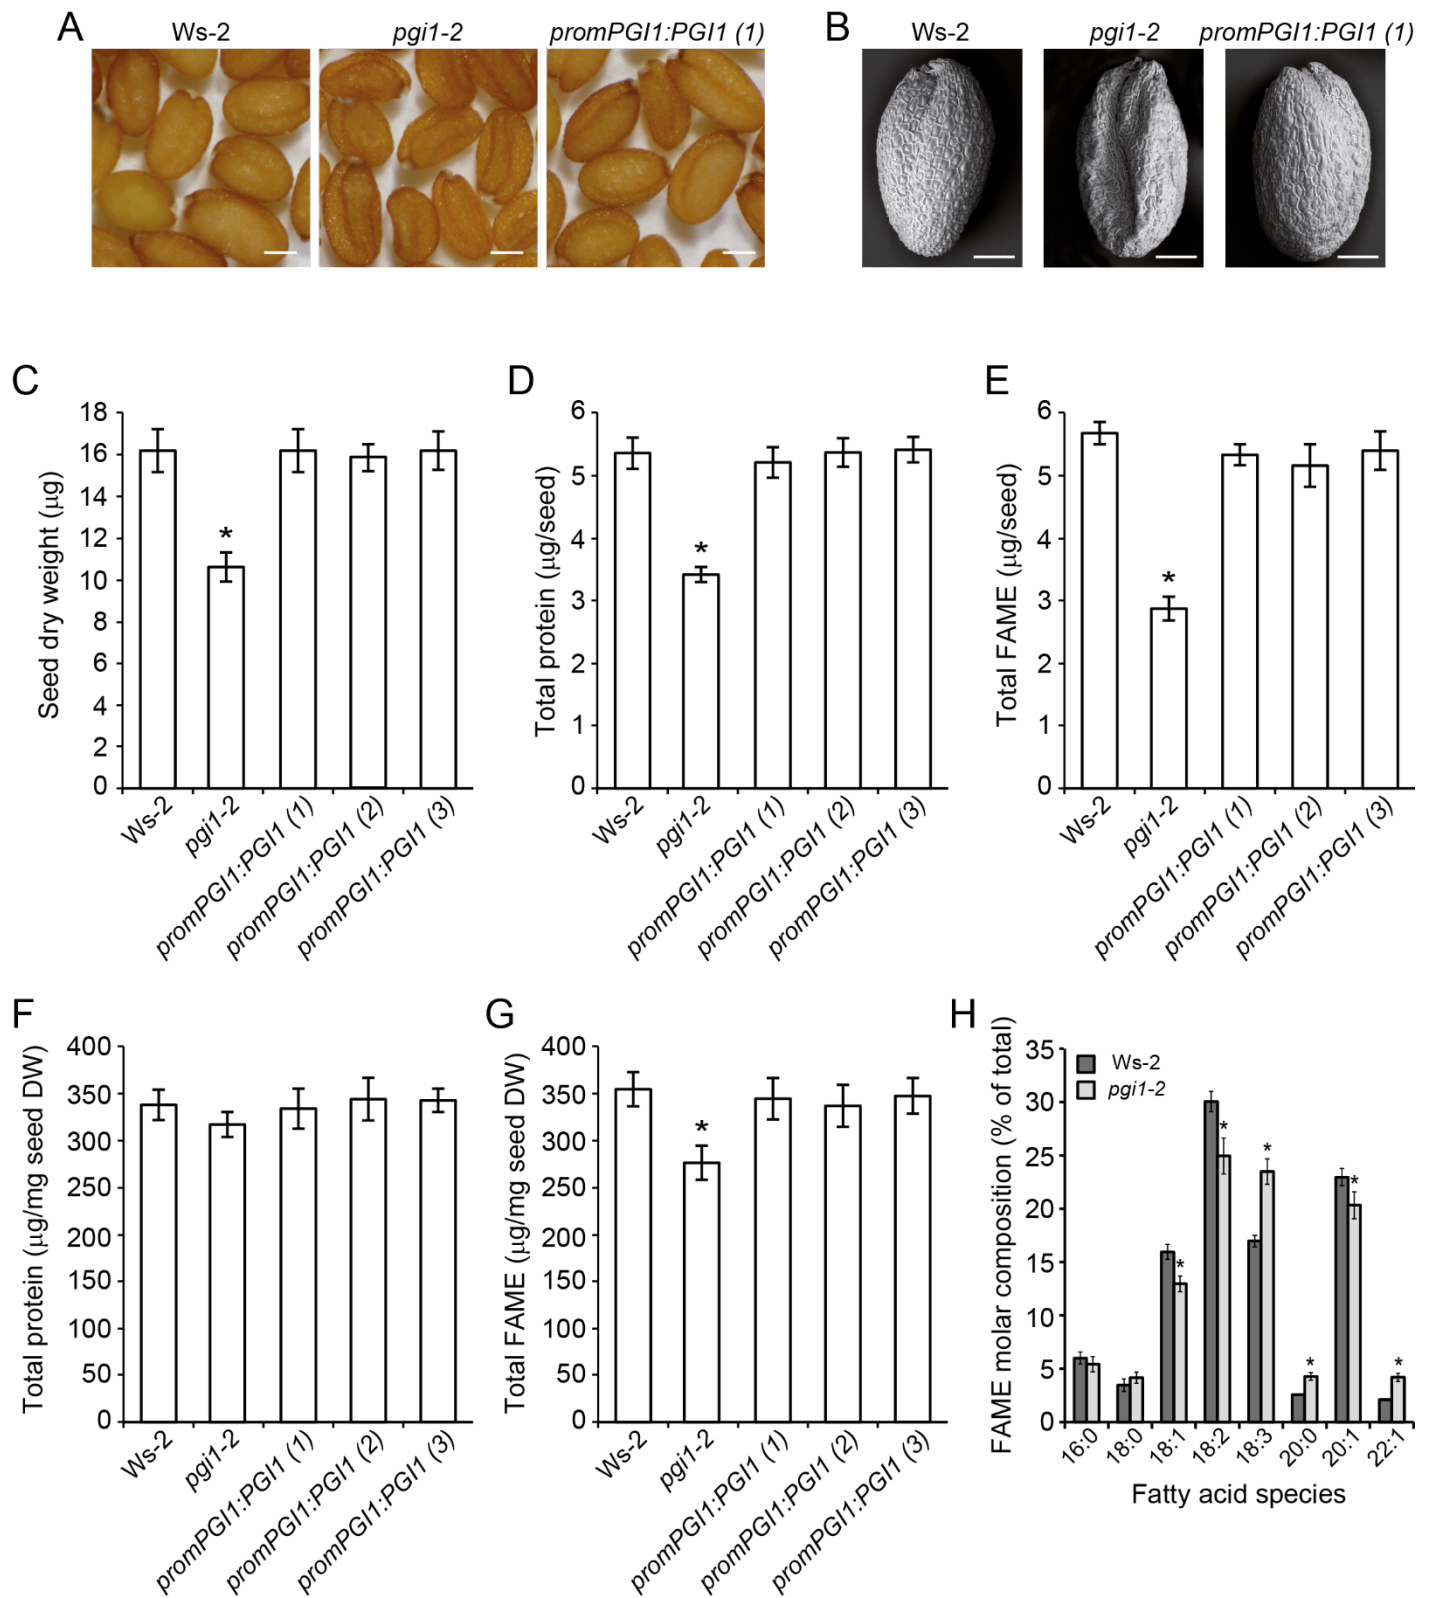 A
Ws-2
pgi1-2
promPGI1:PGI1 (1)
B
Ws-2
pgi1-2
promPGI1:PGI1 (1)
C
Seed dry weight (μg)
18
16
14
12
10
8
6
4
2
0
*
Ws-2
pgi1-2
promPGI1:PGI1 (1)
promPGI1:PGI1 (2)
promPGI1:PGI1 (3)
D
Total protein (μg/seed)
6
5
4
3
2
1
0
*
Ws-2
pgi1-2
promPGI1:PGI1 (1)
promPGI1:PGI1 (2)
promPGI1:PGI1 (3)
E
Total FAME (μg/seed)
6
5
4
3
2
1
0
*
Ws-2
pgi1-2
promPGI1:PGI1 (1)
promPGI1:PGI1 (2)
promPGI1:PGI1 (3)
F
Total protein (μg/mg seed DW)
400
350
300
250
200
150
100
50
0
Ws-2
pgi1-2
promPGI1:PGI1 (1)
promPGI1:PGI1 (2)
promPGI1:PGI1 (3)
G
Total FAME (μg/mg seed DW)
400
350
300
250
200
150
100
50
0
*
Ws-2
pgi1-2
promPGI1:PGI1 (1)
promPGI1:PGI1 (2)
promPGI1:PGI1 (3)
H
FAME molar composition (% of total)
35
30
25
20
15
10
5
0
Ws-2
pgi1-2
* * * * * *
16:0 18:0 18:1 18:2 18:3 20:0 20:1 22:1
Fatty acid species